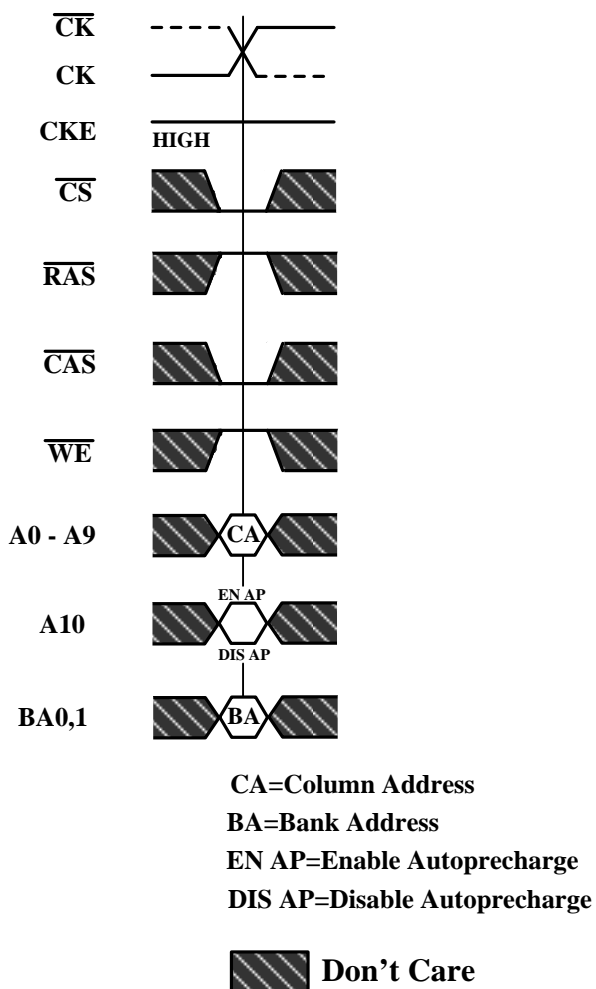 CK
CK
CKE
HIGH
CS
RAS
CAS
WE
A0 - A9
CA
EN AP
A10
DIS AP
BA0,1
BA
CA=Column Address
BA=Bank Address
EN AP=Enable Autoprecharge
DIS AP=Disable Autoprecharge
Don't Care